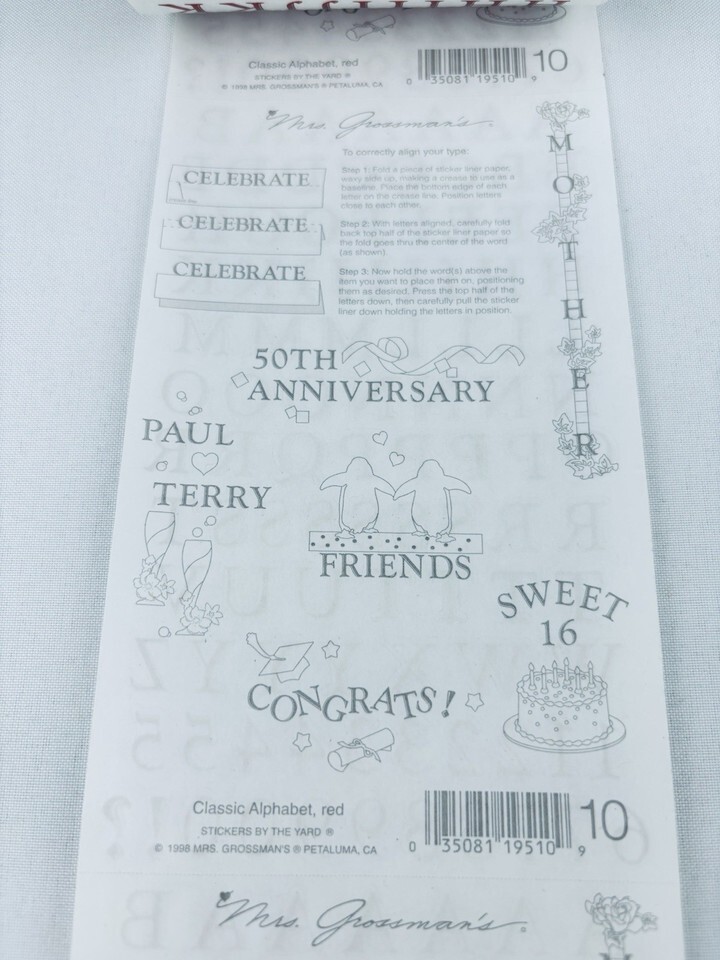 Classic Alphabet, red
STICKERS BY THE YARD ®
© 1998 MRS. GROSSMAN'S ® PETALUMA, CA
0 35081 19510 9
10
Mrs. Grossman's
To correctly align your type:
CELEBRATE
Step 1: Fold a piece of sticker liner paper,
waxy side up, making a crease to use as a
baseline. Place the bottom edge of each
letter on the crease line. Position letters
close to each other.
CELEBRATE
Step 2: With letters aligned, carefully fold
back top half of the sticker liner paper so
the fold goes thru the center of the word
(as shown).
CELEBRATE
Step 3: Now hold the word(s) above the
item you want to place them on, positioning
them as desired. Press the top half of the
letters down, then carefully pull the sticker
liner down holding the letters in position.
MOTHER
50TH
ANNIVERSARY
PAUL
TERRY
FRIENDS
SWEET
16
CONGRATS!
Classic Alphabet, red
STICKERS BY THE YARD ®
© 1998 MRS. GROSSMAN'S ® PETALUMA, CA
0 35081 19510 9
10
Mrs. Grossman's®